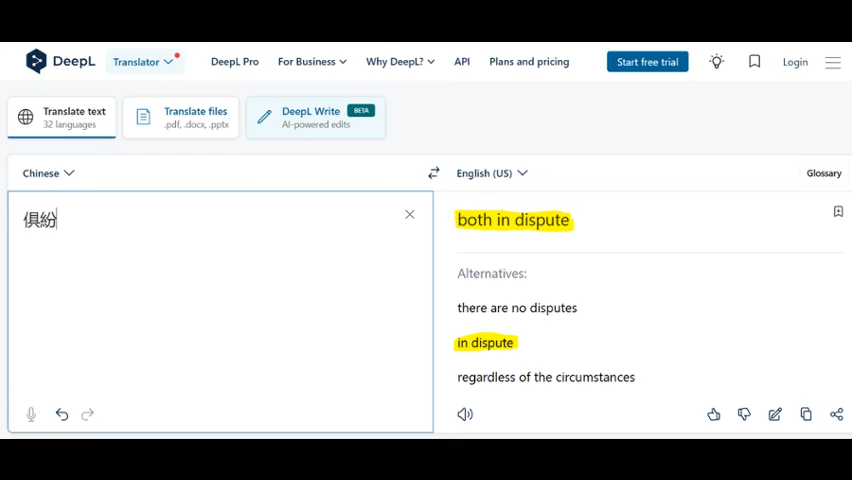 DeepL Translator DeepL Pro For Business Why DeepL? API Plans and pricing Start free trial Login
Translate text
32 languages
Translate files
.pdf, .docx, .pptx
DeepL Write BETA
AI-powered edits
Chinese
English (US)
Glossary
俱紛
both in dispute
Alternatives:
there are no disputes
in dispute
regardless of the circumstances